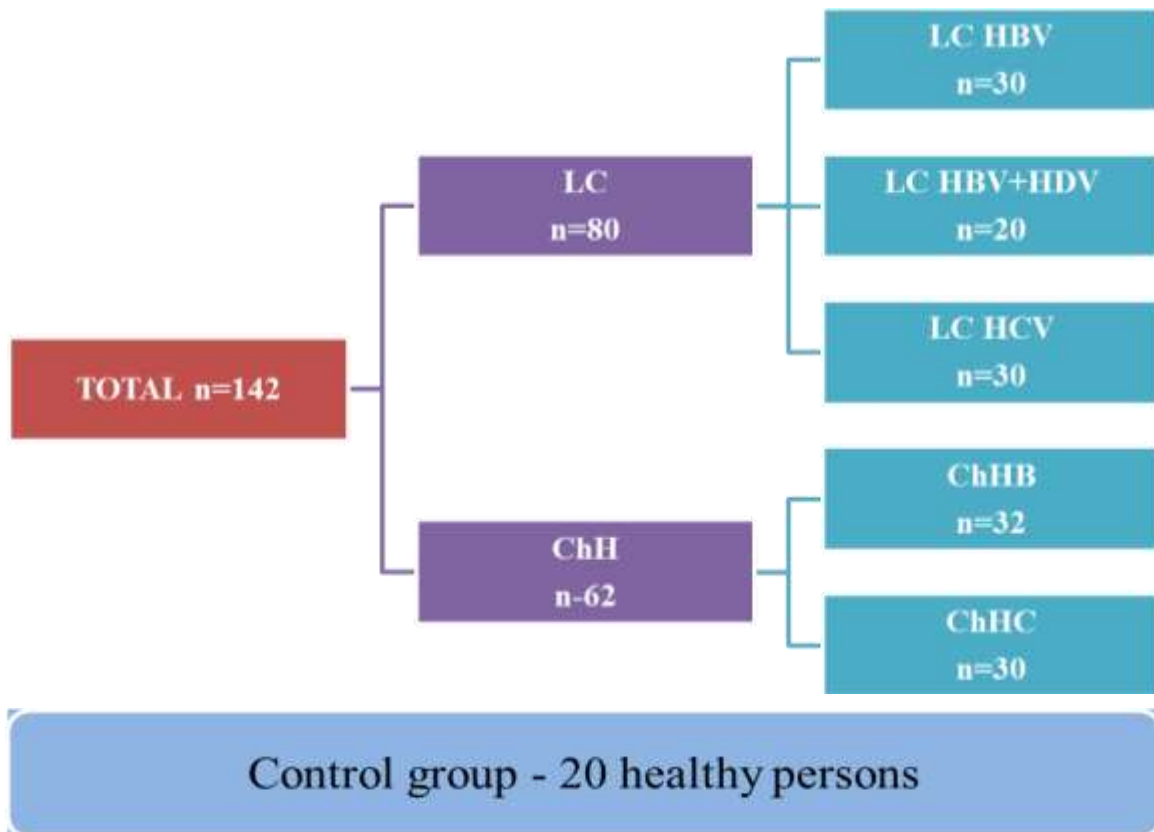 TOTAL n=142
LC
n=80
LC HBV
n=30
LC HBV+HDV
n=20
LC HCV
n=30
ChH
n-62
ChHB
n=32
ChHC
n=30
Control group - 20 healthy persons